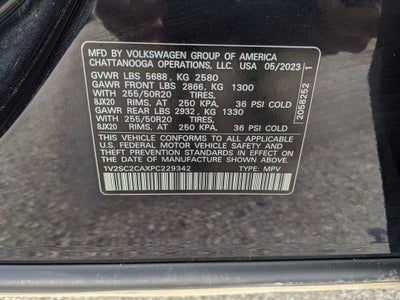 MFD BY VOLKSWAGEN GROUP OF AMERICA
CHATTANOOGA OPERATIONS, LLC. USA 05/2023
GVWR LBS 5688, KG 2580
GAWR FRONT LBS 2866, KG 1300
WITH 255/50R20 TIRES,
8JX20 RIMS, AT 250 KPA, 36 PSI COLD
GAWR REAR LBS 2932, KG 1330
WITH 255/50R20 TIRES,
8JX20 RIMS, AT 250 KPA, 36 PSI COLD
THIS VEHICLE CONFORMS TO ALL APPLICABLE
U.S. FEDERAL MOTOR VEHICLE SAFETY AND
THEFT PREVENTION STANDARDS IN EFFECT
ON THE DATE OF MANUFACTURE SHOWN ABOVE.
1V2SC2CAXPC229342 TYPE: MPV
2058252 1